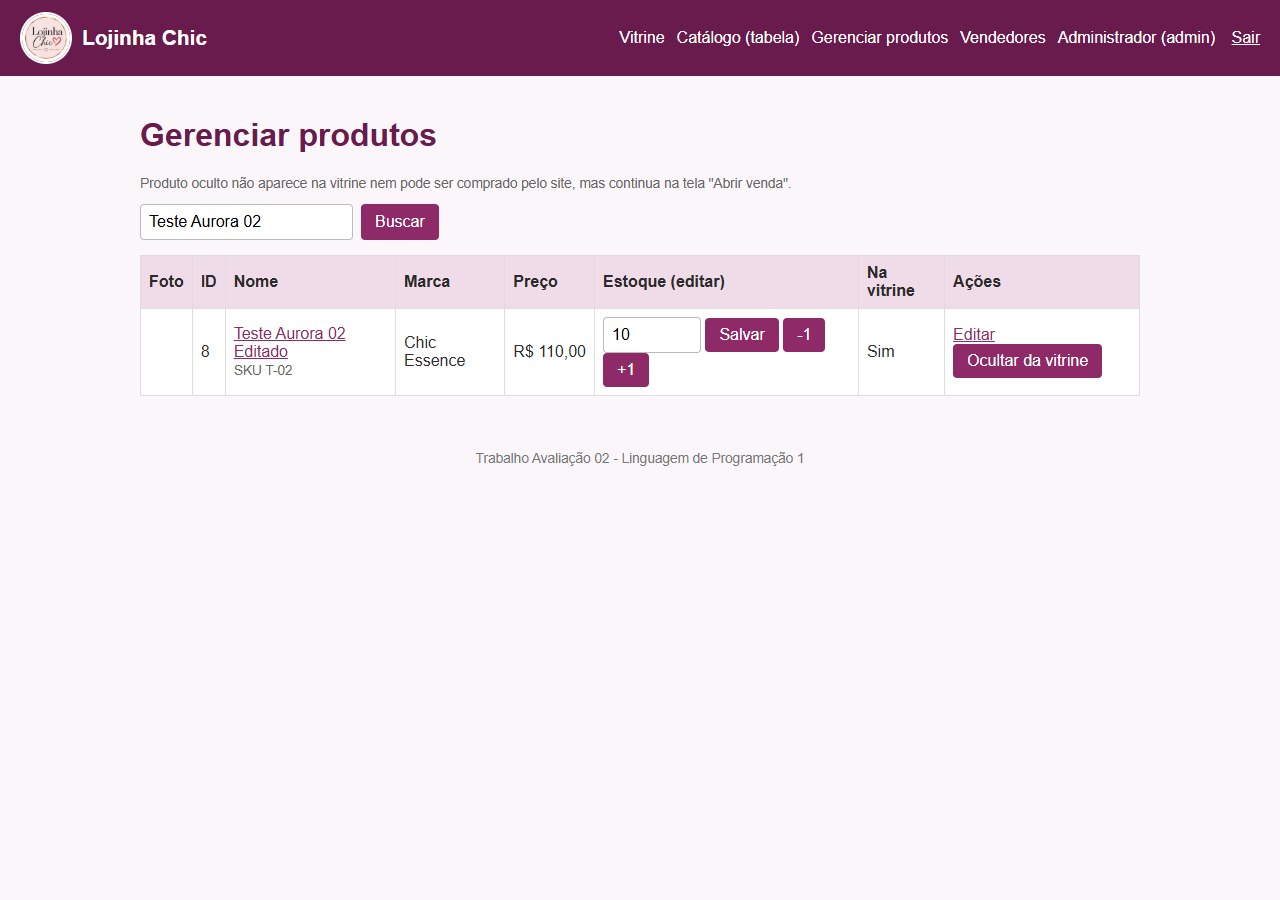 Lojinha
Chic
Lojinha Chic
Vitrine Catálogo (tabela) Gerenciar produtos Vendedores Administrador (admin) Sair
Gerenciar produtos
Produto oculto não aparece na vitrine nem pode ser comprado pelo site, mas continua na tela "Abrir venda".
Teste Aurora 02 Buscar
Foto ID Nome Marca Preço Estoque (editar) Na vitrine Ações
8 Teste Aurora 02 Editado SKU T-02 Chic Essence R$ 110,00 10 Salvar -1 +1 Sim Editar Ocultar da vitrine
Trabalho Avaliação 02 - Linguagem de Programação 1